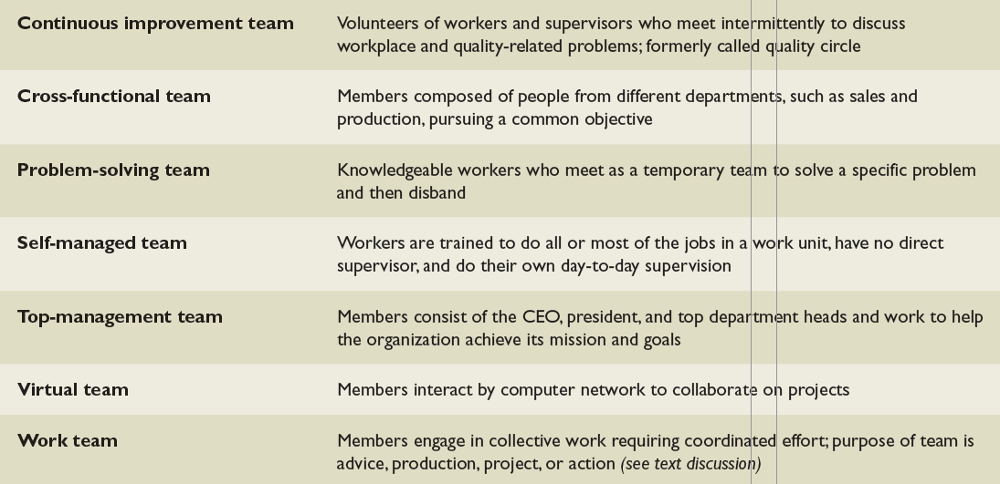 Continuous improvement team Volunteers of workers and supervisors who meet intermittently to discuss
workplace and quality-related problems; formerly called quality circle
Cross-functional team Members composed of people from different departments, such as sales and
production, pursuing a common objective
Problem-solving team Knowledgeable workers who meet as a temporary team to solve a specific problem
and then disband
Self-managed team Workers are trained to do all or most of the jobs in a work unit, have no direct
supervisor, and do their own day-to-day supervision
Top-management team Members consist of the CEO, president, and top department heads and work to help
the organization achieve its mission and goals
Virtual team Members interact by computer network to collaborate on projects
Work team Members engage in collective work requiring coordinated effort; purpose of team is
advice, production, project, or action (see text discussion)